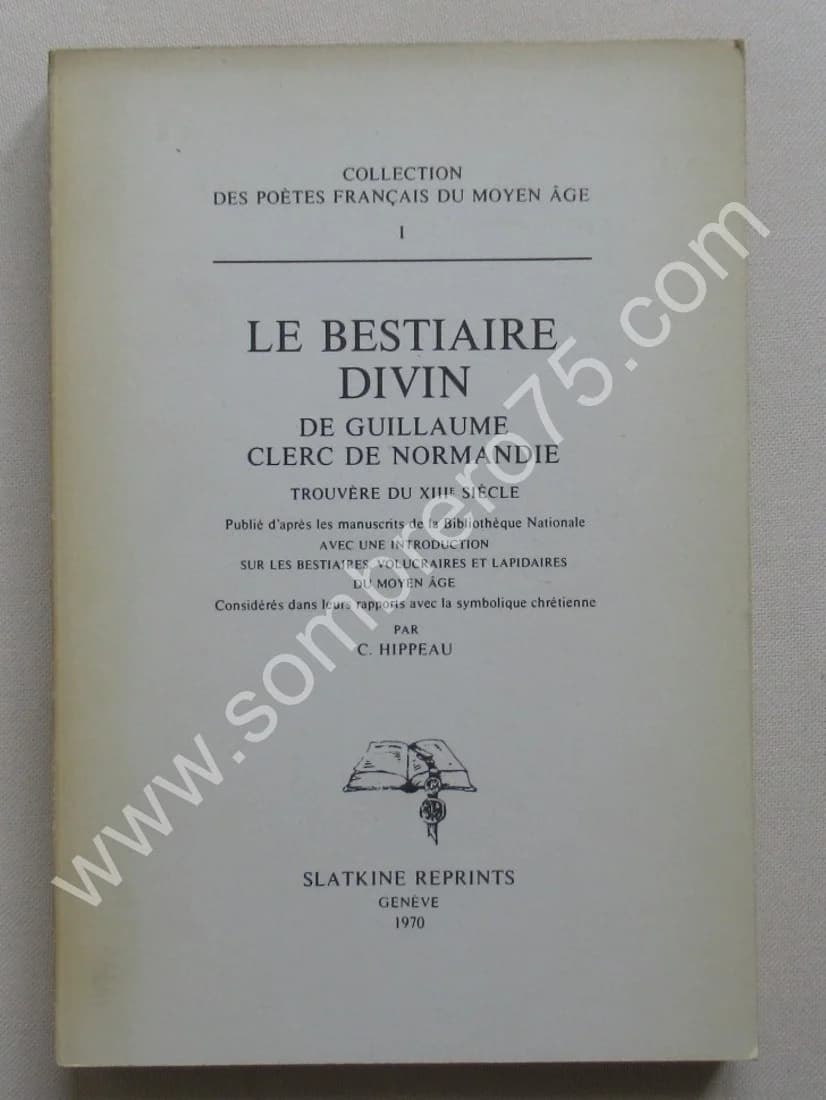 COLLECTION
DES POÈTES FRANÇAIS DU MOYEN ÂGE
I
LE BESTIAIRE
DIVIN
DE GUILLAUME
CLERC DE NORMANDIE
TROUVÈRE DU XIIIE SIÈCLE
Publié d'après les manuscrits de la Bibliothèque Nationale
AVEC UNE INTRODUCTION
SUR LES BESTIAIRES, VOLUCRAIRES ET LAPIDAIRES
DU MOYEN ÂGE
Considérés dans leurs rapports avec la symbolique chrétienne
PAR
C. HIPPEAU
SLATKINE REPRINTS
GENÈVE
1970
www.sombrero75.com